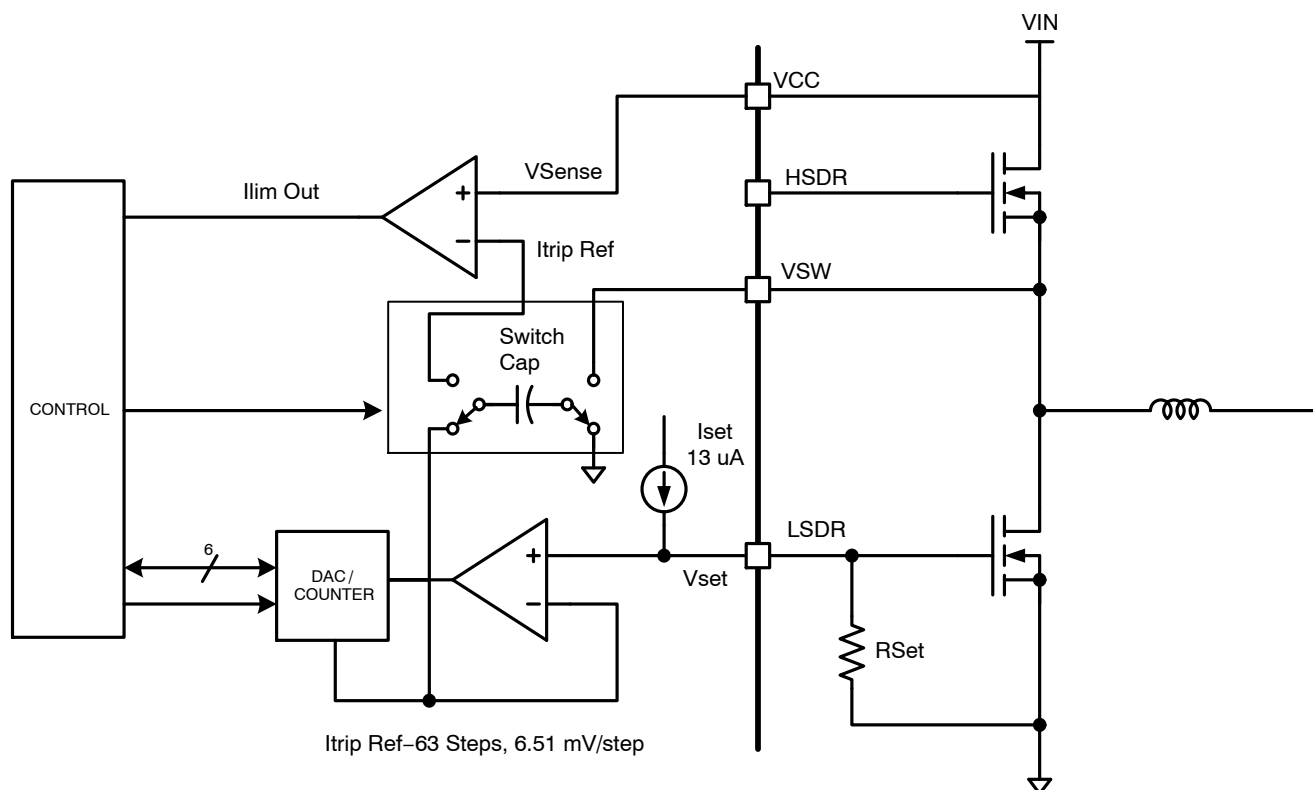 VIN
VCC
VSense
HSDR
Ilim Out
+
−
Itrip Ref
VSW
Switch
Cap
CONTROL
Iset
13 uA
LSDR
6
DAC/
COUNTER
+
−
Vset
RSet
Itrip Ref−63 Steps, 6.51 mV/step